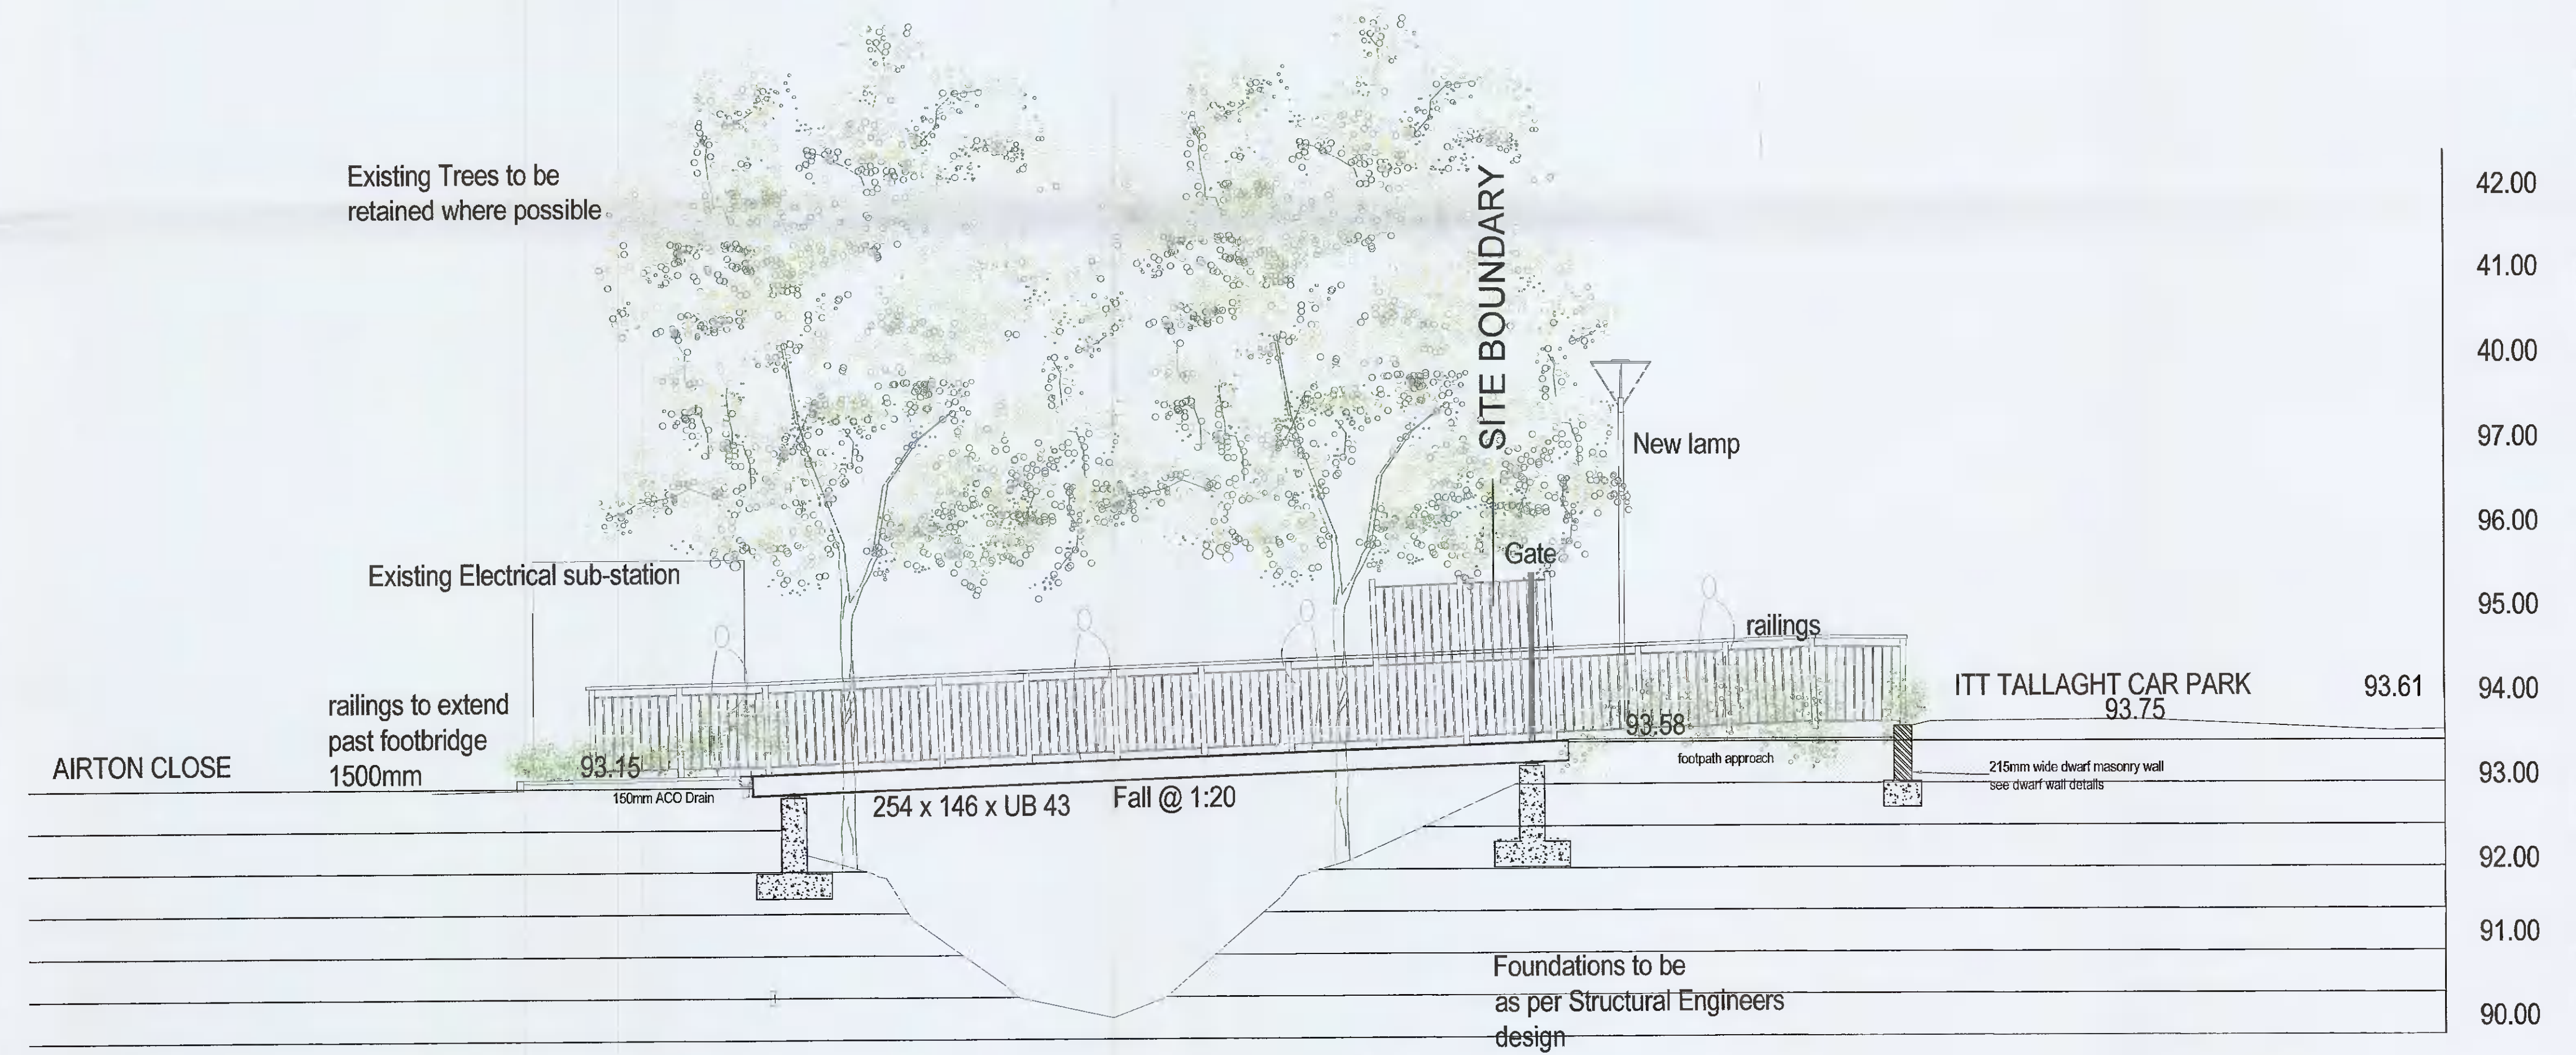 Existing Trees to be
retained where possible
SITE BOUNDARY
42.00
41.00
40.00
97.00
96.00
95.00
94.00
93.00
92.00
91.00
90.00
New lamp
Gate
Existing Electrical sub-station
railings
railings to extend
past footbridge
1500mm
AIRTON CLOSE
93.15
150mm ACO Drain
254 x 146 x UB 43
Fall @ 1:20
93.58
footpath approach
ITT TALLAGHT CAR PARK
93.75
93.61
215mm wide dwarf masonry wall
see dwarf wall details
Foundations to be
as per Structural Engineers
design